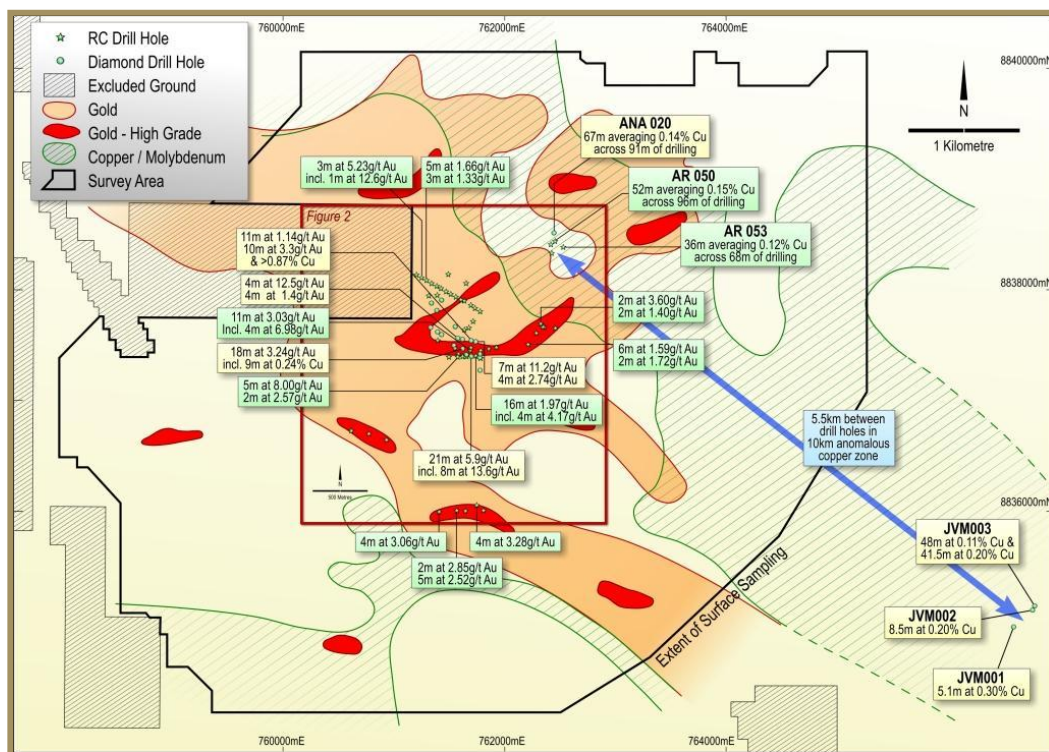 760000mE
762000mE
764000mE
RC Drill Hole
Diamond Drill Hole
Excluded Ground
Gold
Gold - High Grade
Copper / Molybdenum
Survey Area
8840000mN
N
1 Kilometre
ANA 020
67m averaging 0.14% Cu
across 91m of drilling
3m at 5.23g/t Au
incl. 1m at 12.6g/t Au
5m at 1.66g/t Au
3m at 1.33g/t Au
AR 050
52m averaging 0.15% Cu
across 96m of drilling
Figure 2
AR 053
36m averaging 0.12% Cu
across 68m of drilling
11m at 1.14g/t Au
10m at 3.3g/t Au
& >0.87% Cu
4m at 12.5g/t Au
4m at 1.4g/t Au
8838000mN
2m at 3.60g/t Au
2m at 1.40g/t Au
11m at 3.03g/t Au
Incl. 4m at 6.98g/t Au
18m at 3.24g/t Au
incl. 9m at 0.24% Cu
6m at 1.59g/t Au
2m at 1.72g/t Au
7m at 11.2g/t Au
4m at 2.74g/t Au
5m at 8.00g/t Au
2m at 2.57g/t Au
16m at 1.97g/t Au
incl. 4m at 4.17g/t Au
5.5km between
drill holes in
10km anomalous
copper zone
21m at 5.9g/t Au
incl. 8m at 13.6g/t Au
N
500 Metres
8836000mN
4m at 3.06g/t Au
4m at 3.28g/t Au
2m at 2.85g/t Au
5m at 2.52g/t Au
JVM003
48m at 0.11% Cu &
41.5m at 0.20% Cu
Extent of Surface Sampling
JVM002
8.5m at 0.20% Cu
JVM001
5.1m at 0.30% Cu
760000mE
762000mE
764000mE